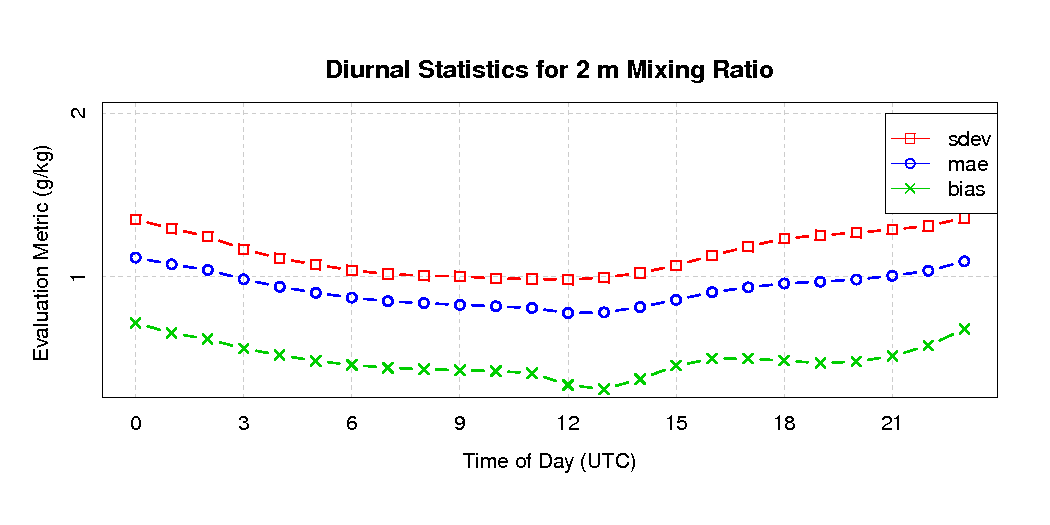 Diurnal Statistics for 2 m Mixing Ratio
2
1
Evaluation Metric (g/kg)
sdev
mae
bias
0 3 6 9 12 15 18 21
Time of Day (UTC)